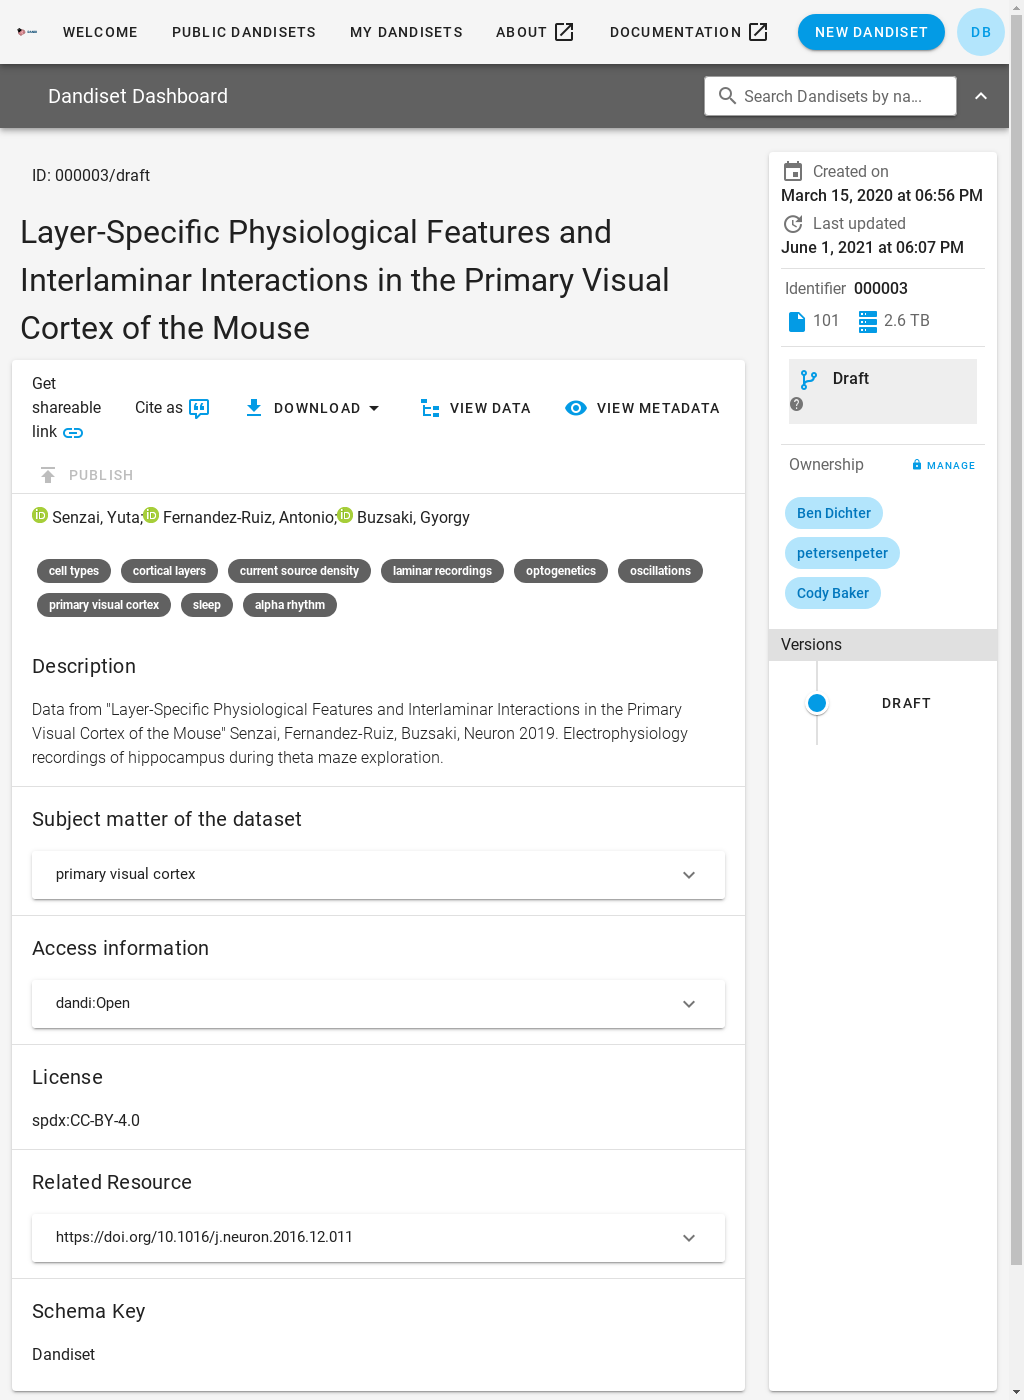 WELCOME PUBLIC DANDISETS MY DANDISETS ABOUT DOCUMENTATION NEW DANDISET DB
Dandiset Dashboard Search Dandisets by na...
ID: 000003/draft
Layer-Specific Physiological Features and
Interlaminar Interactions in the Primary Visual
Cortex of the Mouse
Get
shareable
link
Cite as
DOWNLOAD
VIEW DATA
VIEW METADATA
PUBLISH
Senzai, Yuta; Fernandez-Ruiz, Antonio; Buzsaki, Gyorgy
cell types cortical layers current source density laminar recordings optogenetics oscillations
primary visual cortex sleep alpha rhythm
Description
Data from "Layer-Specific Physiological Features and Interlaminar Interactions in the Primary
Visual Cortex of the Mouse" Senzai, Fernandez-Ruiz, Buzsaki, Neuron 2019. Electrophysiology
recordings of hippocampus during theta maze exploration.
Subject matter of the dataset
primary visual cortex
Access information
dandi:Open
License
spdx:CC-BY-4.0
Related Resource
https://doi.org/10.1016/j.neuron.2016.12.011
Schema Key
Dandiset
Created on
March 15, 2020 at 06:56 PM
Last updated
June 1, 2021 at 06:07 PM
Identifier 000003
101 2.6 TB
Draft
Ownership MANAGE
Ben Dichter
petersenpeter
Cody Baker
Versions
DRAFT